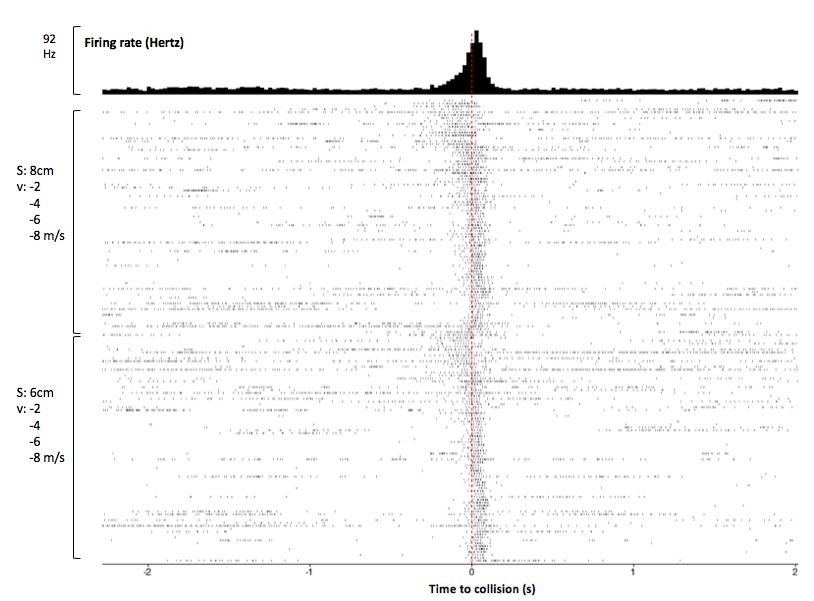 92
Hz
Firing rate (Hertz)
S: 8cm
v: -2
-4
-6
-8 m/s
S: 6cm
v: -2
-4
-6
-8 m/s
-2 -1 0 1 2
Time to collision (s)